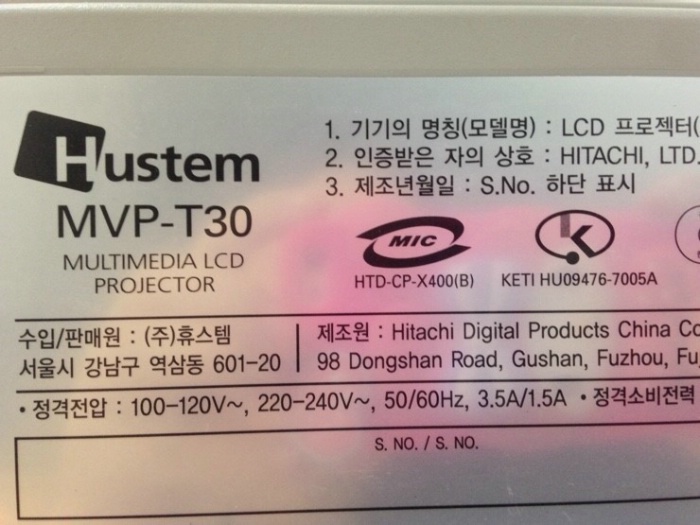 Hustem
MVP-T30
MULTIMEDIA LCD
PROJECTOR
1. 기기의 명칭(모델명) : LCD 프로젝터(
2. 인증받은 자의 상호 : HITACHI, LTD.
3. 제조년월일 : S.No. 하단 표시
MIC
HTD-CP-X400(B)
KETI HU09476-7005A
수입/판매원 : (주)휴스템
서울시 강남구 역삼동 601-20
제조원 : Hitachi Digital Products China Co
98 Dongshan Road, Gushan, Fuzhou, Fuj
• 정격전압 : 100-120V~, 220-240V~, 50/60Hz, 3.5A/1.5A • 정격소비전력
S. NO. / S. NO.